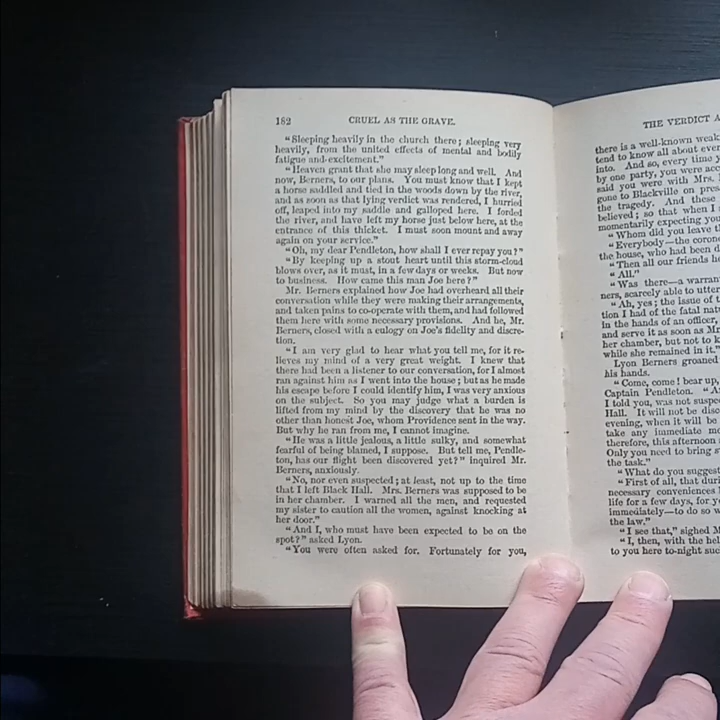 182 CRUEL AS THE GRAVE.
"Sleeping heavily in the church there; sleeping very
heavily, from the united effects of mental and bodily
fatigue and excitement."
"Heaven grant that she may sleep long and well. And
now, Berners, to our plans. You must know that I kept
a horse saddled and tied in the woods down by the river,
and as soon as that lying verdict was rendered, I hurried
off, leaped into my saddle and galloped here. I forded
the river, and have left my horse just below here, at the
entrance of this thicket. I must soon mount and away
again on your service."
"Oh, my dear Pendleton, how shall I ever repay you?"
"By keeping up a stout heart until this storm-cloud
blows over, as it must, in a few days or weeks. But now
to business. How came this man Joe here?"
Mr. Berners explained how Joe had overheard all their
conversation while they were making their arrangements,
and taken pains to co-operate with them, and had followed
them here with some necessary provisions. And he, Mr.
Berners, closed with a eulogy on Joe's fidelity and discre-
tion.
"I am very glad to hear what you tell me, for it re-
lieves my mind of a very great weight. I knew that
there had been a listener to our conversation, for I almost
ran against him as I went into the house; but as he made
his escape before I could identify him, I was very anxious
on the subject. So you may judge what a burden is
lifted from my mind by the discovery that he was no
other than honest Joe, whom Providence sent in the way.
But why he ran from me, I cannot imagine.
"He was a little jealous, a little sulky, and somewhat
fearful of being blamed, I suppose. But tell me, Pendle-
ton, has our flight been discovered yet?" inquired Mr.
Berners, anxiously.
"No, nor even suspected; at least, not up to the time
that I left Black Hall. Mrs. Berners was supposed to be
in her chamber. I warned all the men, and requested
my sister to caution all the women, against knocking at
her door."
"And I, who must have been expected to be on the
spot?" asked Lyon.
"You were often asked for. Fortunately for you,
THE VERDICT A
there is a well-known weak
tend to know all about ever
into. And so, every time y
by one party, you were acc
said you were with Mrs.
gone to Blackville on pres
the tragedy. And these
believed; so that when I
momentarily expecting you
"Whom did you leave t
"Everybody—the corone
the house, who had been d
"Then all our friends he
"All."
"Was there—a warran
ners, scarcely able to utter
"Ah, yes; the issue of t
tion I had of the fatal natu
in the hands of an officer,
and serve it as soon as Mr
her chamber, but not to k
while she remained in it."
Lyon Berners groaned
his hands.
"Come, come! bear up,
Captain Pendleton. "A
I told you, was not suspe
Hall. It will not be disc
evening, when it will be
take any immediate mo
therefore, this afternoon
Only you need to bring s
the task."
"What do you suggest
"First of all, that duri
necessary conveniences
life for a few days, for yo
immediately—to do so w
the law."
"I see that," sighed M
"I, then, with the hel
to you here to-night suc